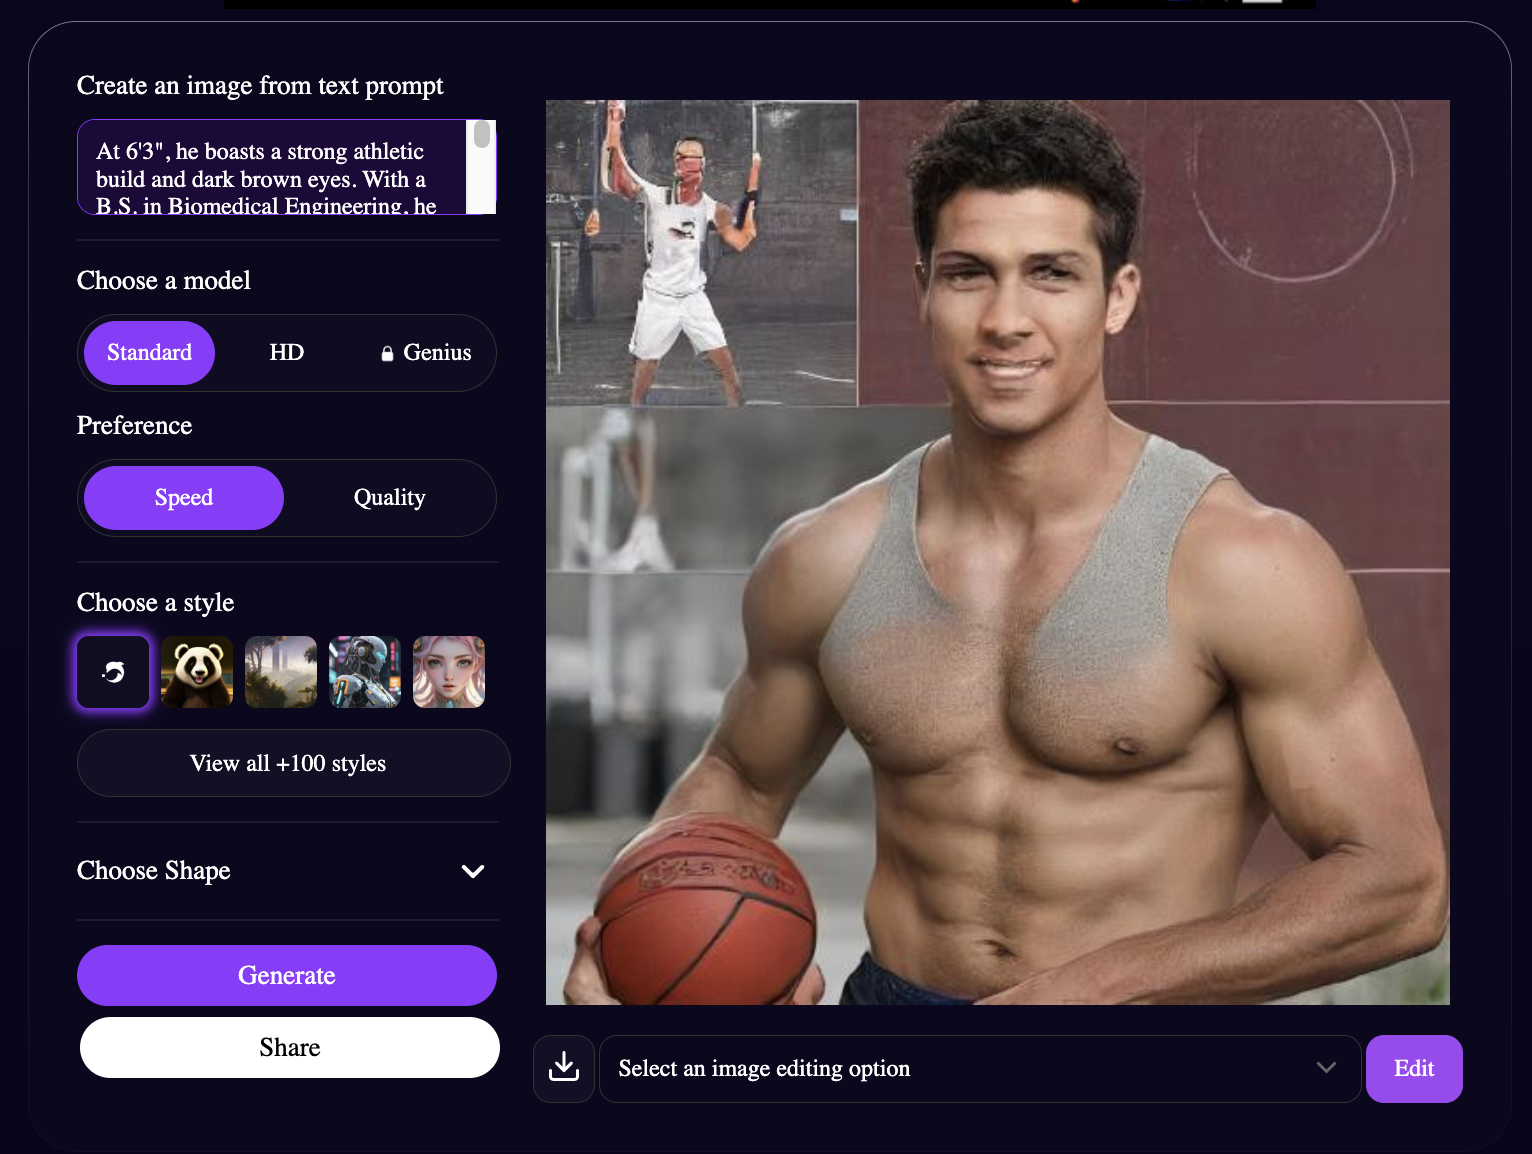 Create an image from text prompt
At 6'3", he boasts a strong athletic
build and dark brown eyes. With a
B.S. in Biomedical Engineering, he
Choose a model
Standard
HD
Genius
Preference
Speed
Quality
Choose a style
View all +100 styles
Choose Shape
Generate
Share
Select an image editing option
Edit